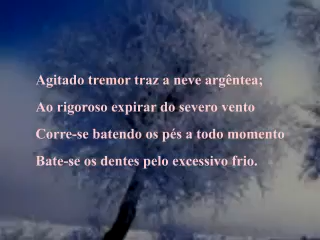 Agitado tremor traz a neve argêntea;
Ao rigoroso expirar do severo vento
Corre-se batendo os pés a todo momento
Bate-se os dentes pelo excessivo frio.